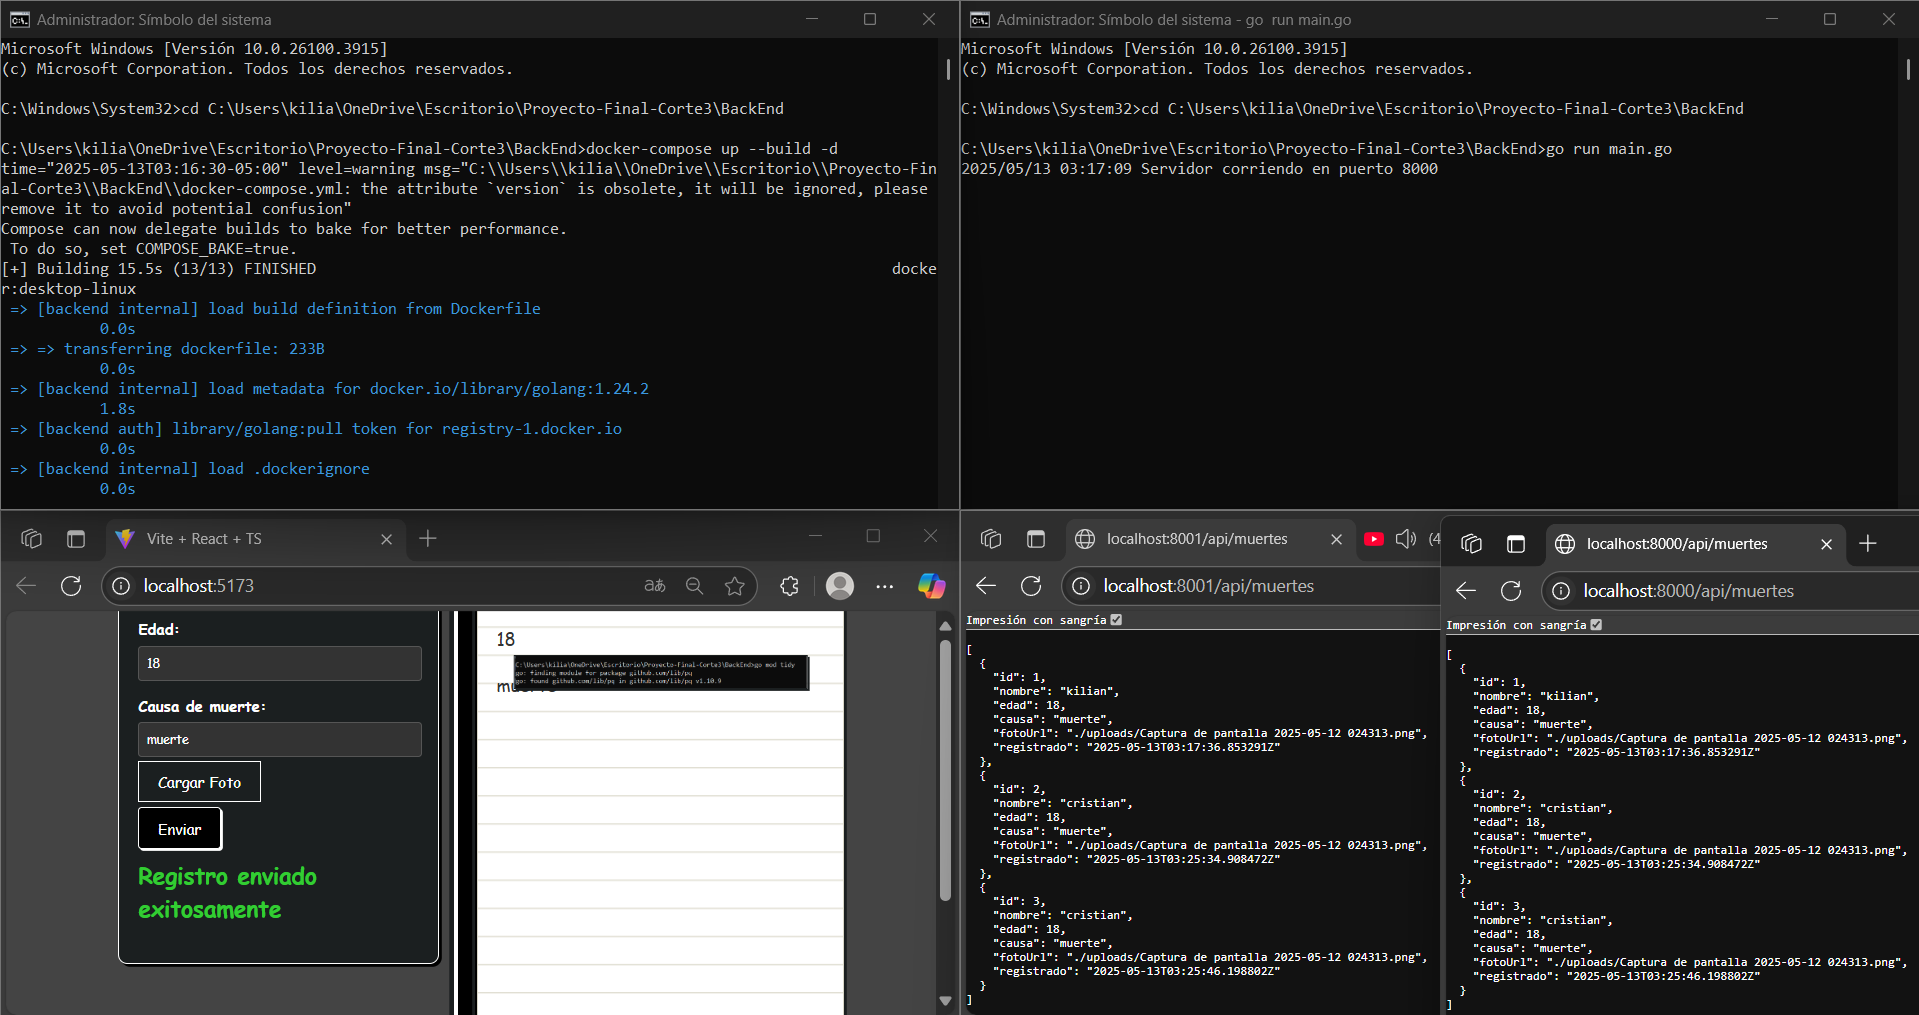 Administrador: Símbolo del sistema
Microsoft Windows [Versión 10.0.26100.3915]
(c) Microsoft Corporation. Todos los derechos reservados.
C:\Windows\System32>cd C:\Users\kilia\OneDrive\Escritorio\Proyecto-Final-Corte3\BackEnd
C:\Users\kilia\OneDrive\Escritorio\Proyecto-Final-Corte3\BackEnd>docker-compose up --build -d
time="2025-05-13T03:16:30-05:00" level=warning msg="C:\\Users\\kilia\\OneDrive\\Escritorio\\Proyecto-Fin
al-Corte3\\BackEnd\\docker-compose.yml: the attribute `version` is obsolete, it will be ignored, please
remove it to avoid potential confusion"
Compose can now delegate builds to bake for better performance.
To do so, set COMPOSE_BAKE=true.
[+] Building 15.5s (13/13) FINISHED docke
r:desktop-linux
=> [backend internal] load build definition from Dockerfile
0.0s
=> => transferring dockerfile: 233B
0.0s
=> [backend internal] load metadata for docker.io/library/golang:1.24.2
1.8s
=> [backend auth] library/golang:pull token for registry-1.docker.io
0.0s
=> [backend internal] load .dockerignore
0.0s
Administrador: Símbolo del sistema - go run main.go
Microsoft Windows [Versión 10.0.26100.3915]
(c) Microsoft Corporation. Todos los derechos reservados.
C:\Windows\System32>cd C:\Users\kilia\OneDrive\Escritorio\Proyecto-Final-Corte3\BackEnd
C:\Users\kilia\OneDrive\Escritorio\Proyecto-Final-Corte3\BackEnd>go run main.go
2025/05/13 03:17:09 Servidor corriendo en puerto 8000
Vite + React + TS
localhost:5173
Edad:
18
Causa de muerte:
muerte
Cargar Foto
Enviar
Registro enviado
exitosamente
18
C:\Users\kilia\OneDrive\Escritorio\Proyecto-Final-Corte3\BackEnd>go mod tidy
go: finding module for package github.com/lib/pq
go: found github.com/lib/pq in github.com/lib/pq v1.10.9
localhost:8001/api/muertes
(4
localhost:8001/api/muertes
Impresión con sangría
[
{
"id": 1,
"nombre": "kilian",
"edad": 18,
"causa": "muerte",
"fotoUrl": "./uploads/Captura de pantalla 2025-05-12 024313.png",
"registrado": "2025-05-13T03:17:36.853291Z"
},
{
"id": 2,
"nombre": "cristian",
"edad": 18,
"causa": "muerte",
"fotoUrl": "./uploads/Captura de pantalla 2025-05-12 024313.png",
"registrado": "2025-05-13T03:25:34.908472Z"
},
{
"id": 3,
"nombre": "cristian",
"edad": 18,
"causa": "muerte",
"fotoUrl": "./uploads/Captura de pantalla 2025-05-12 024313.png",
"registrado": "2025-05-13T03:25:46.198802Z"
}
]
localhost:8000/api/muertes
localhost:8000/api/muertes
Impresión con sangría
[
{
"id": 1,
"nombre": "kilian",
"edad": 18,
"causa": "muerte",
"fotoUrl": "./uploads/Captura de pantalla 2025-05-12 024313.png",
"registrado": "2025-05-13T03:17:36.853291Z"
},
{
"id": 2,
"nombre": "cristian",
"edad": 18,
"causa": "muerte",
"fotoUrl": "./uploads/Captura de pantalla 2025-05-12 024313.png",
"registrado": "2025-05-13T03:25:34.908472Z"
},
{
"id": 3,
"nombre": "cristian",
"edad": 18,
"causa": "muerte",
"fotoUrl": "./uploads/Captura de pantalla 2025-05-12 024313.png",
"registrado": "2025-05-13T03:25:46.198802Z"
}
]